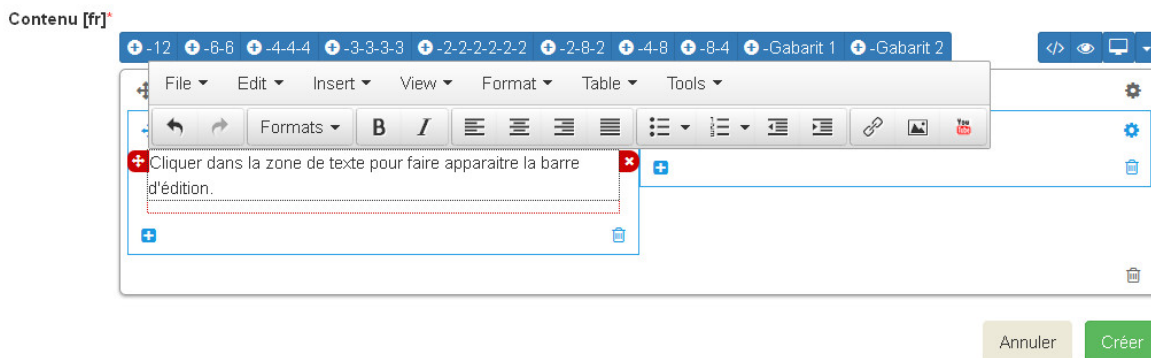 Contenu [fr]*
-12 -6-6 -4-4-4 -3-3-3-3 -2-2-2-2-2-2 -2-8-2 -4-8 -8-4 -Gabarit 1 -Gabarit 2
File Edit Insert View Format Table Tools
Formats B I You Tube
Cliquer dans la zone de texte pour faire apparaitre la barre
d'édition.
Annuler Créer